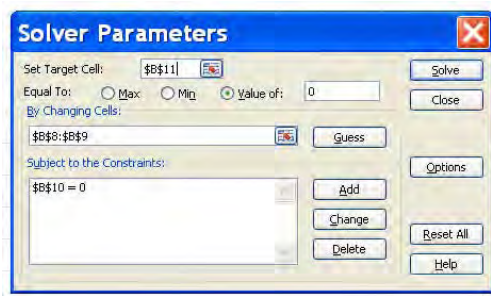 Solver Parameters
Set Target Cell: $B$11 Solve
Equal To: Max Min Value of: 0 Close
By Changing Cells:
$B$8:$B$9 Guess
Subject to the Constraints: Options
$B$10 = 0 Add
Change Reset All
Delete Help